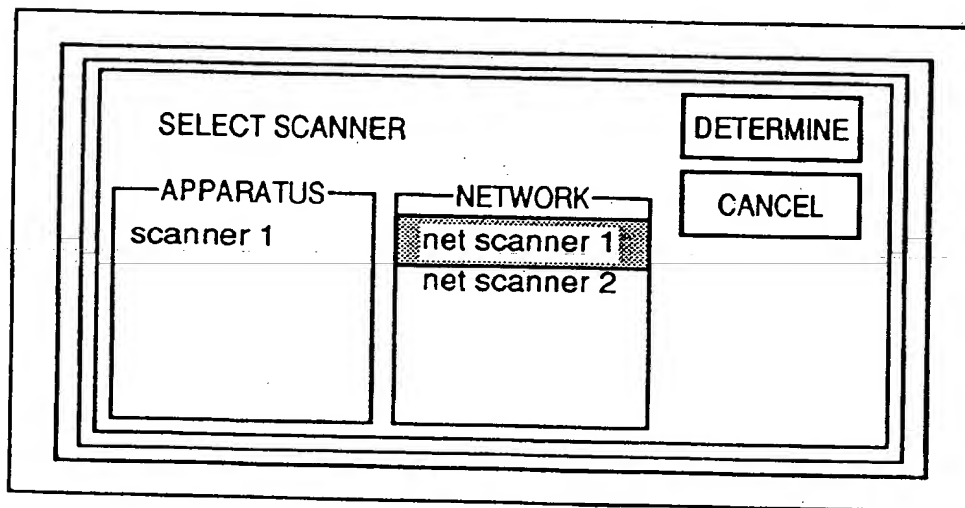 SELECT SCANNER
DETERMINE
CANCEL
APPARATUS
scanner 1
NETWORK
net scanner 1
net scanner 2